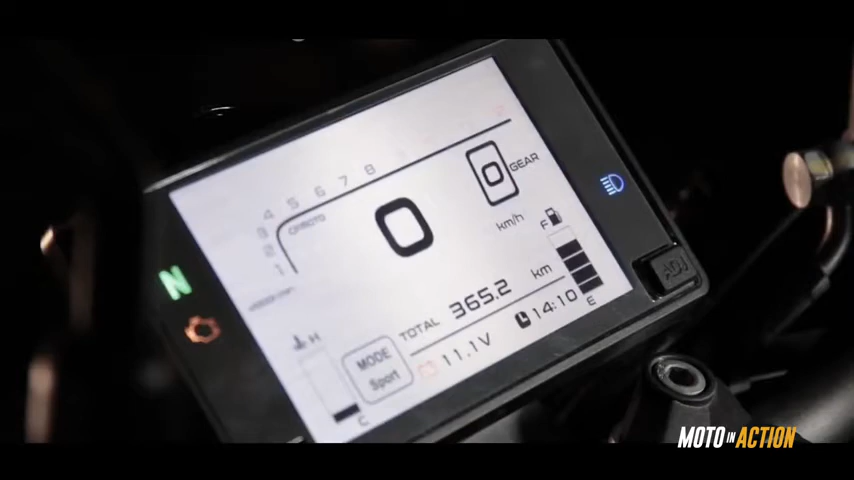 4 5 6 7 8
3
2
1
CFMOTO
0
0 GEAR
km/h
F
E
TOTAL 365.2 km
11.1V 14:10
H
C
MODE
Sport
N
ADJ
MOTO IN ACTION